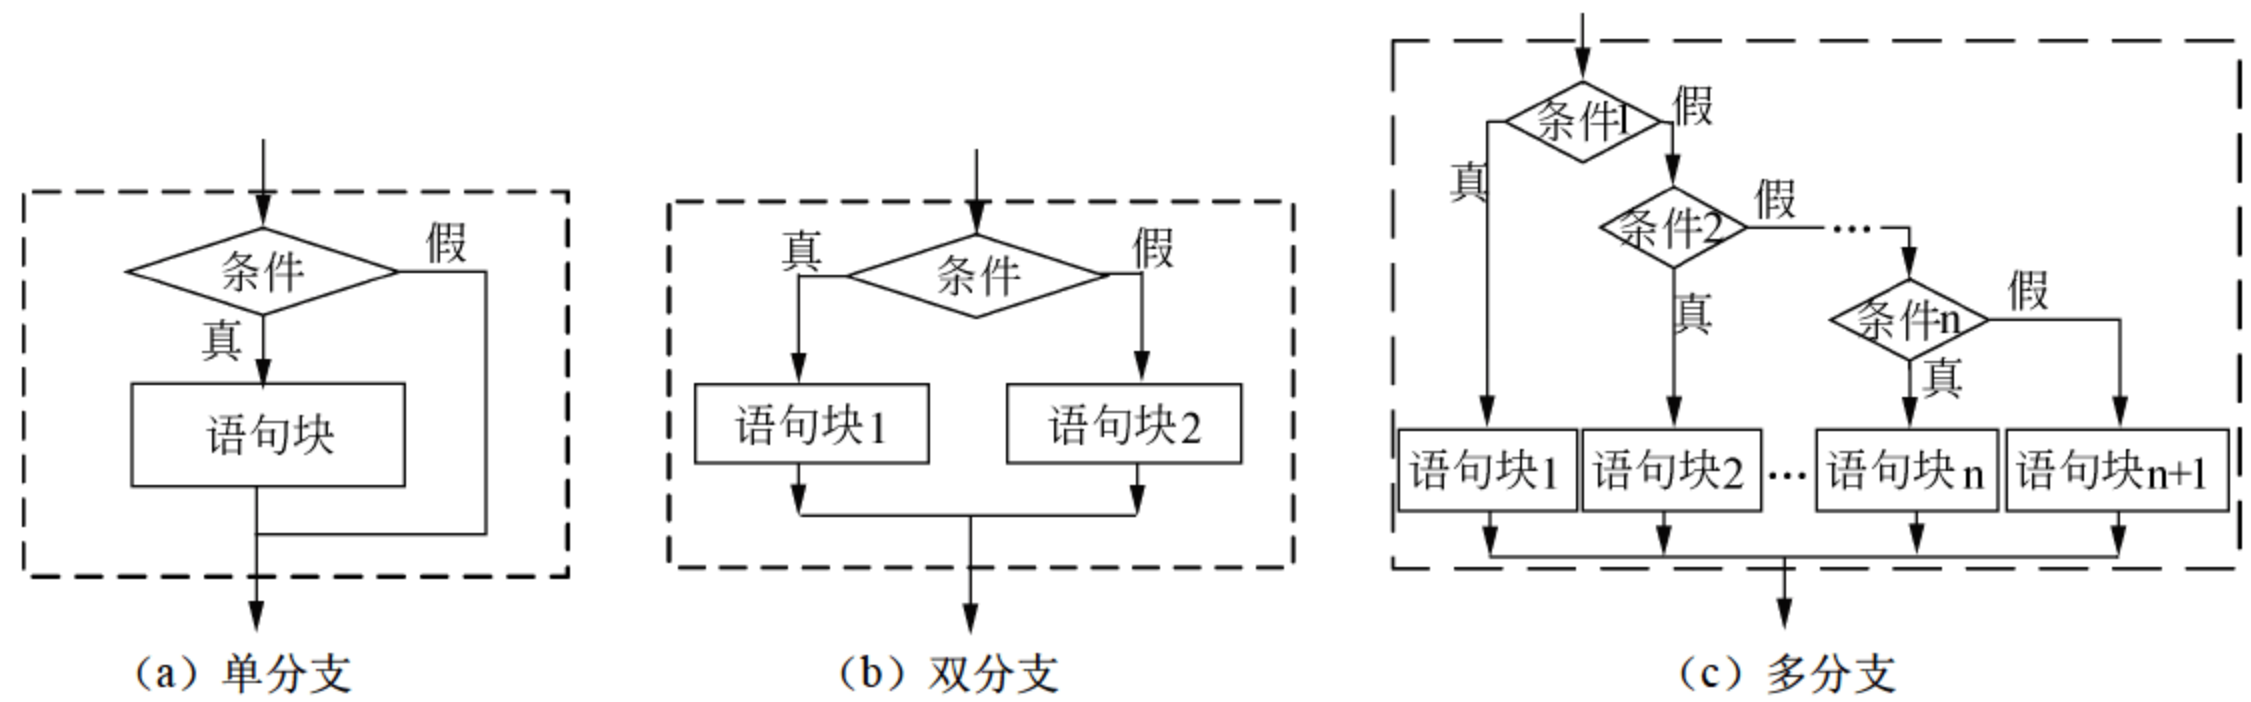 条件
假
真
语句块
（a）单分支
真
条件
假
语句块1
语句块2
（b）双分支
条件1
假
真
条件2
假
...
真
条件n
假
真
语句块1
语句块2
...
语句块n
语句块n+1
（c）多分支